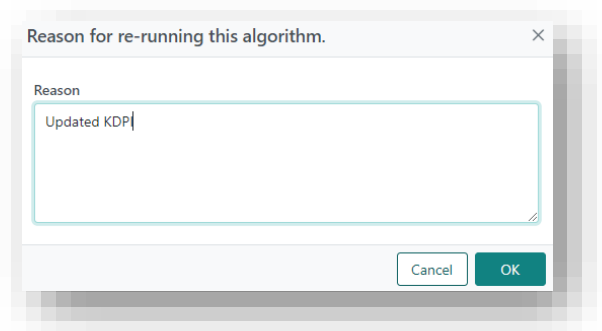 Reason for re-running this algorithm.
Reason
Updated KDPI
Cancel OK